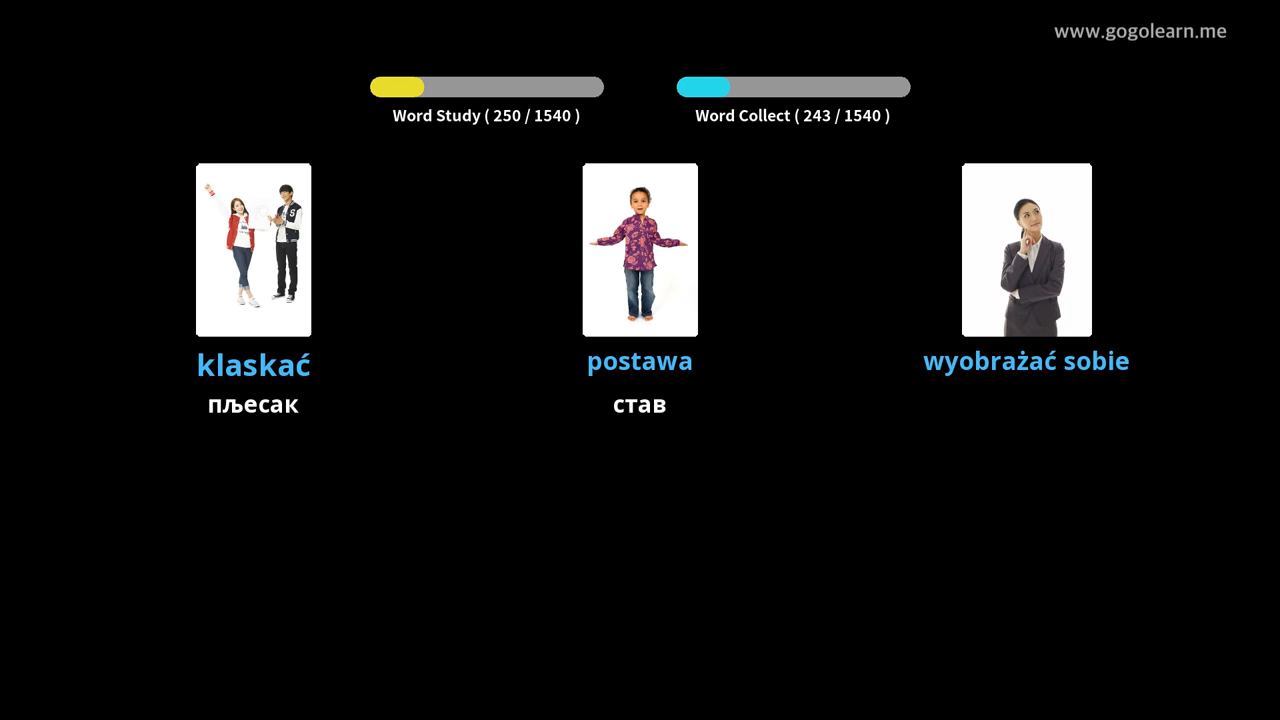 www.gogolearn.me
Word Study ( 250 / 1540 )
Word Collect ( 243 / 1540 )
klaskać
postawa
wyobrażać sobie
пљесак
став